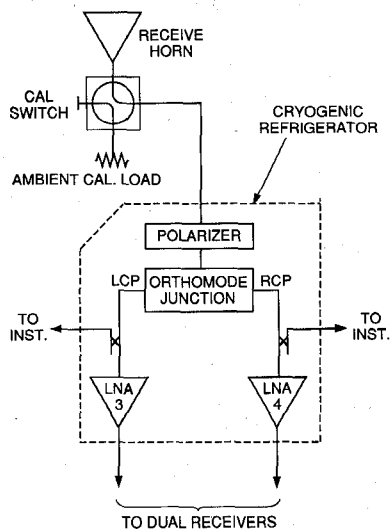 RECEIVE
HORN
CAL
SWITCH
AMBIENT CAL. LOAD
CRYOGENIC
REFRIGERATOR
POLARIZER
LCP
ORTHOMODE
JUNCTION
RCP
TO
INST.
TO
INST.
LNA
3
LNA
4
TO DUAL RECEIVERS